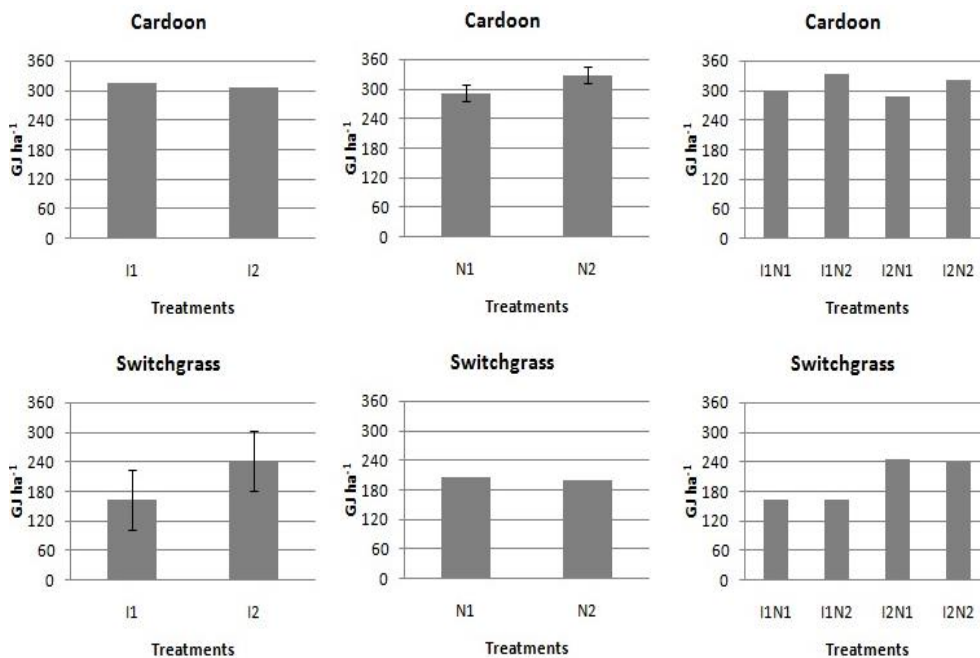 Cardoon
GJ ha-1
360
300
240
180
120
60
0
I1 I2
Treatments
Cardoon
GJ ha-1
360
300
240
180
120
60
0
N1 N2
Treatments
Cardoon
GJ ha-1
360
300
240
180
120
60
0
I1N1 I1N2 I2N1 I2N2
Treatments
Switchgrass
GJ ha-1
360
300
240
180
120
60
0
I1 I2
Treatments
Switchgrass
GJ ha-1
360
300
240
180
120
60
0
N1 N2
Treatments
Switchgrass
GJ ha-1
360
300
240
180
120
60
0
I1N1 I1N2 I2N1 I2N2
Treatments